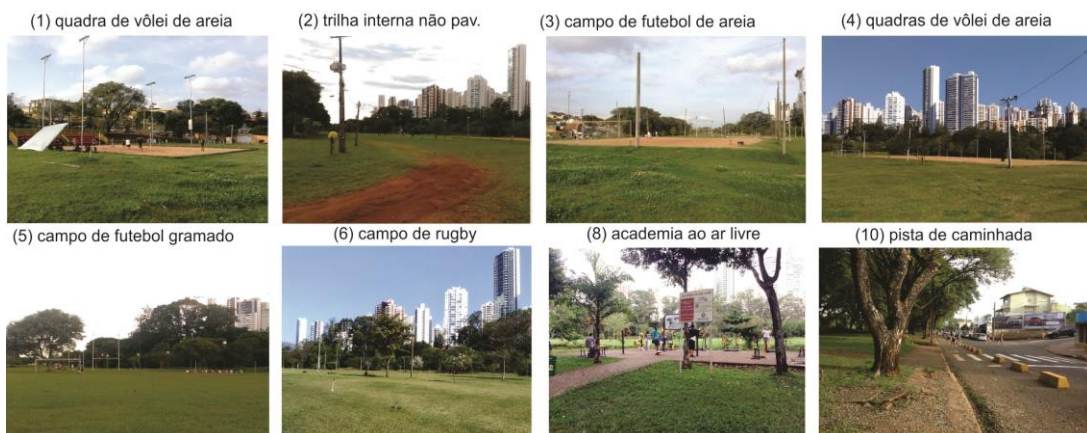 (1) quadra de vôlei de areia
(2) trilha interna não pav.
(3) campo de futebol de areia
(4) quadras de vôlei de areia
(5) campo de futebol gramado
(6) campo de rugby
(8) academia ao ar livre
(10) pista de caminhada